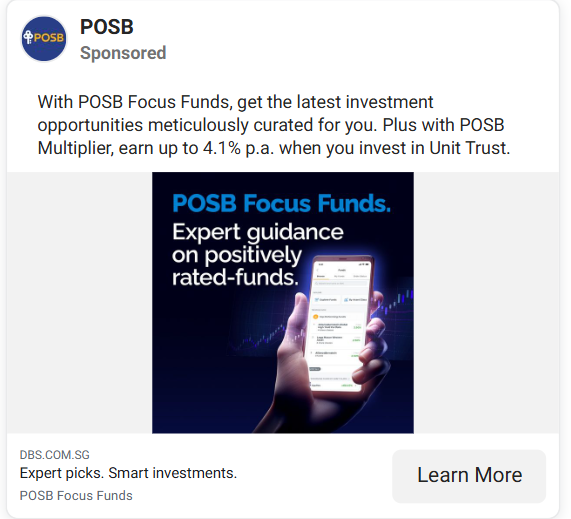 POSB
POSB
Sponsored
With POSB Focus Funds, get the latest investment
opportunities meticulously curated for you. Plus with POSB
Multiplier, earn up to 4.1% p.a. when you invest in Unit Trust.
POSB Focus Funds.
Expert guidance
on positively
rated-funds.
DBS.COM.SG
Expert picks. Smart investments.
POSB Focus Funds
Learn More